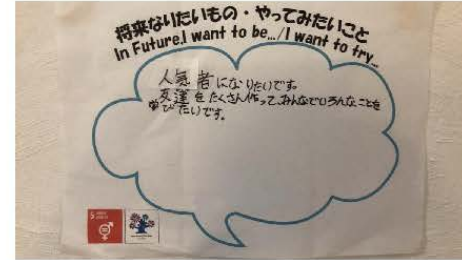 将来なりたいもの・やってみたいこと
In Future,I want to be.../I want to try...
人気者になりたいです。
友達をたくさん作って、みんなでいろんなことを
学びたいです。
5